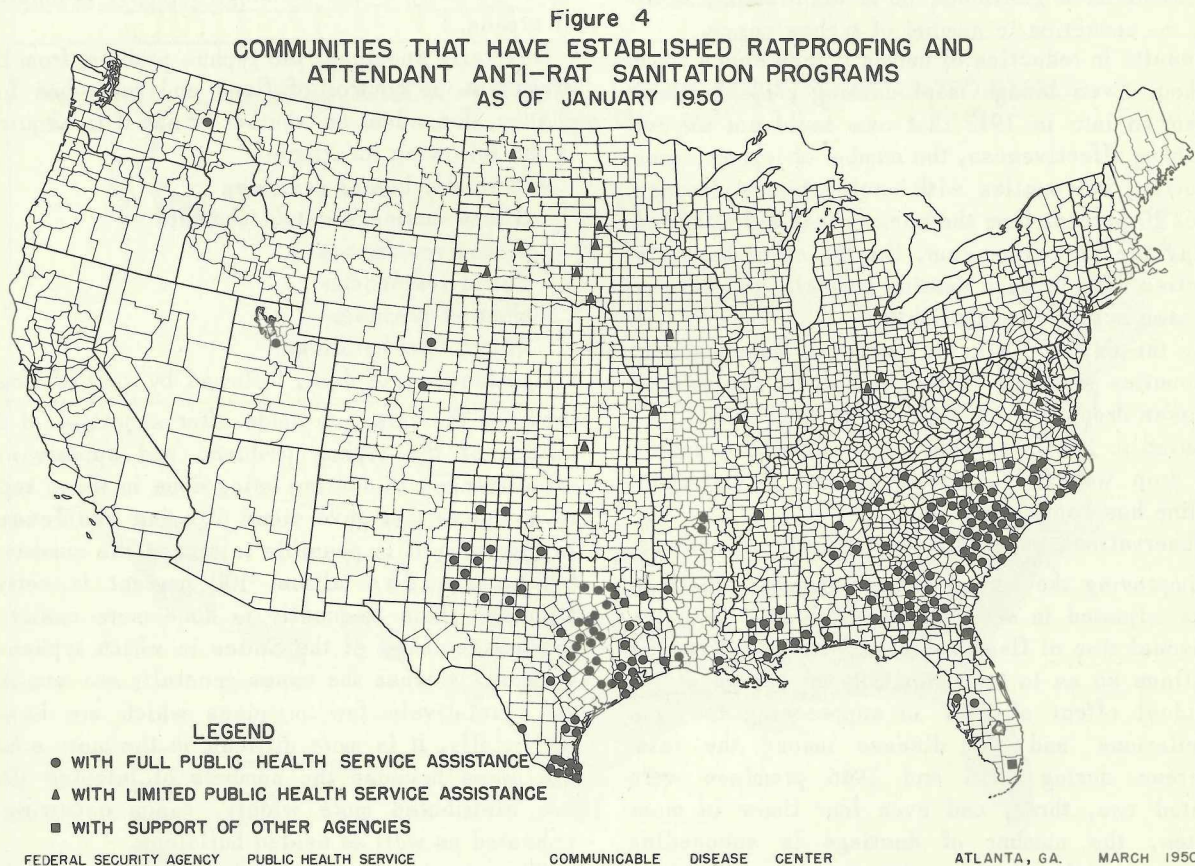 Figure 4
COMMUNITIES THAT HAVE ESTABLISHED RATPROOFING AND
ATTENDANT ANTI-RAT SANITATION PROGRAMS
AS OF JANUARY 1950
LEGEND
● WITH FULL PUBLIC HEALTH SERVICE ASSISTANCE
▲ WITH LIMITED PUBLIC HEALTH SERVICE ASSISTANCE
■ WITH SUPPORT OF OTHER AGENCIES
FEDERAL SECURITY AGENCY PUBLIC HEALTH SERVICE COMMUNICABLE DISEASE CENTER ATLANTA, GA. MARCH 1950